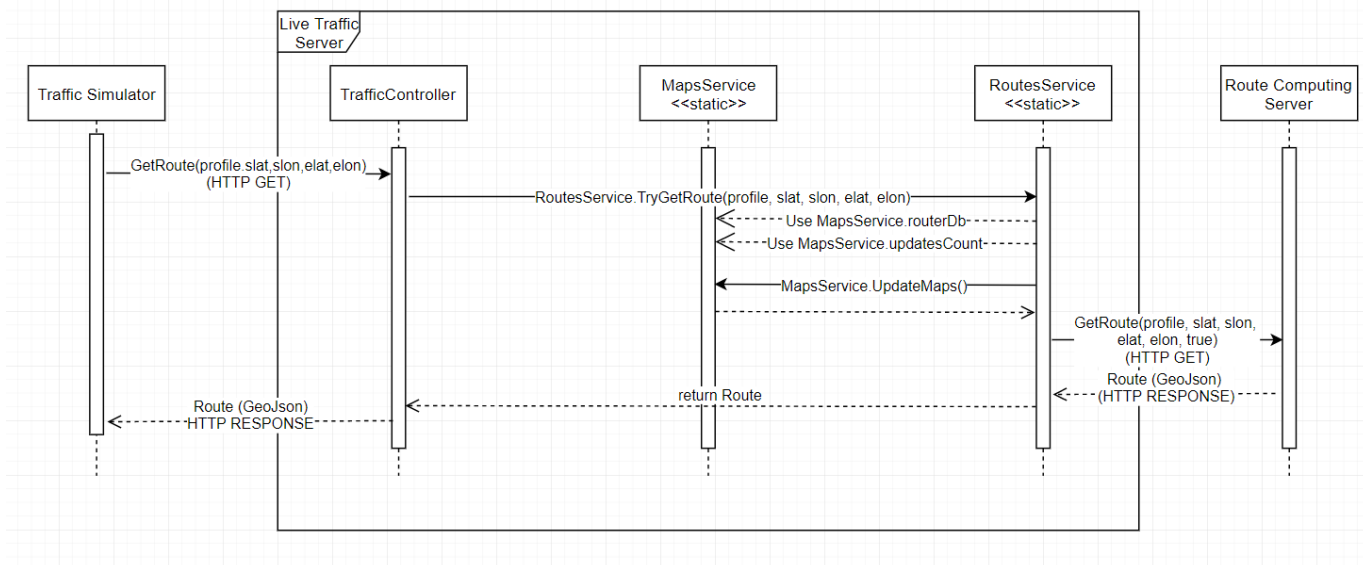 Live Traffic
Server
Traffic Simulator
TrafficController
MapsService
<<static>>
RoutesService
<<static>>
Route Computing
Server
GetRoute(profile.slat,slon,elat,elon)
(HTTP GET)
RoutesService.TryGetRoute(profile, slat, slon, elat, elon)
Use MapsService.routerDb
Use MapsService.updatesCount
MapsService.UpdateMaps()
GetRoute(profile, slat, slon,
elat, elon, true)
(HTTP GET)
Route (GeoJson)
(HTTP RESPONSE)
return Route
Route (GeoJson)
HTTP RESPONSE